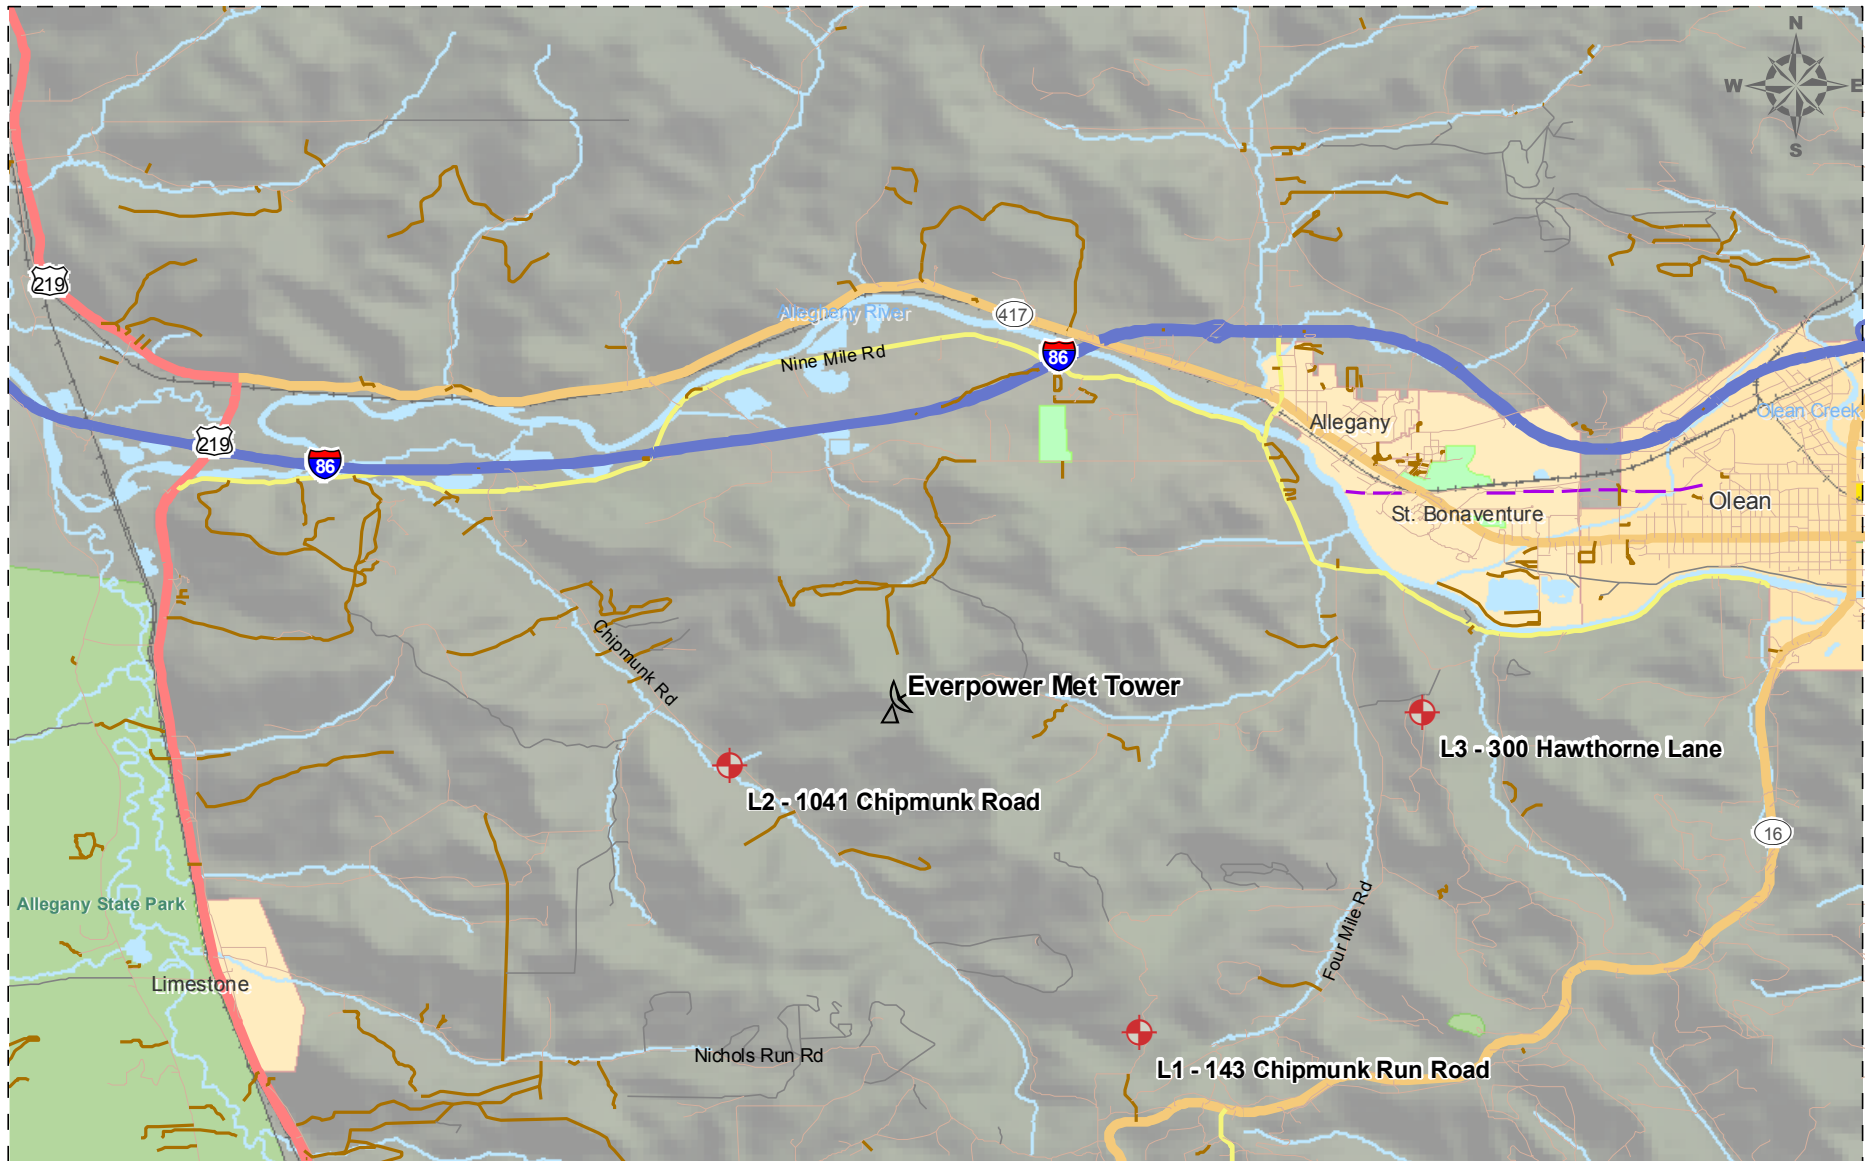 N
W E
S
219
Allegheny River
417
Nine Mile Rd
86
Olean Creek
Allegany
219
86
Olean
St. Bonaventure
Chipmunk Rd
Everpower Met Tower
L3 - 300 Hawthorne Lane
L2 - 1041 Chipmunk Road
16
Allegany State Park
Four Mile Rd
Limestone
Nichols Run Rd
L1 - 143 Chipmunk Run Road